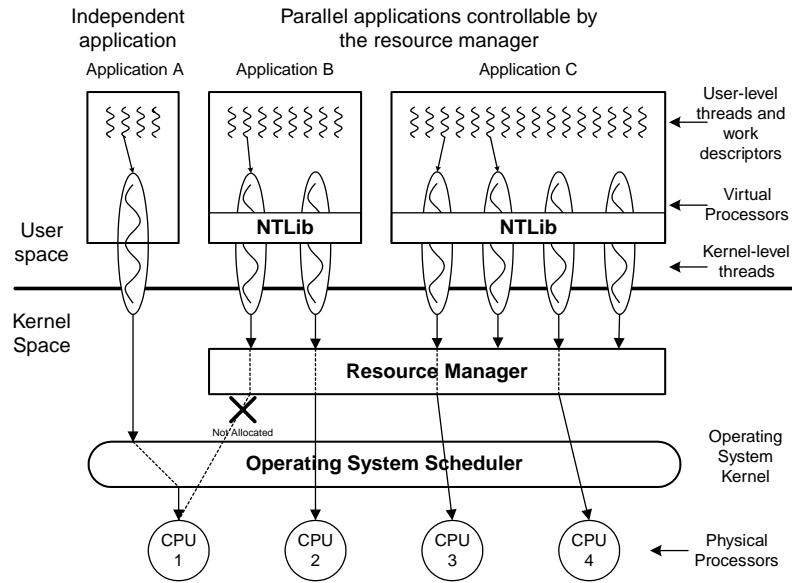 Independent
application
Parallel applications controllable by
the resource manager
Application A
Application B
Application C
User-level
threads and
work
descriptors
Virtual
Processors
NTLib
NTLib
User
space
Kernel-level
threads
Kernel
Space
Resource Manager
Not Allocated
Operating System Scheduler
Operating
System
Kernel
CPU
1
CPU
2
CPU
3
CPU
4
Physical
Processors